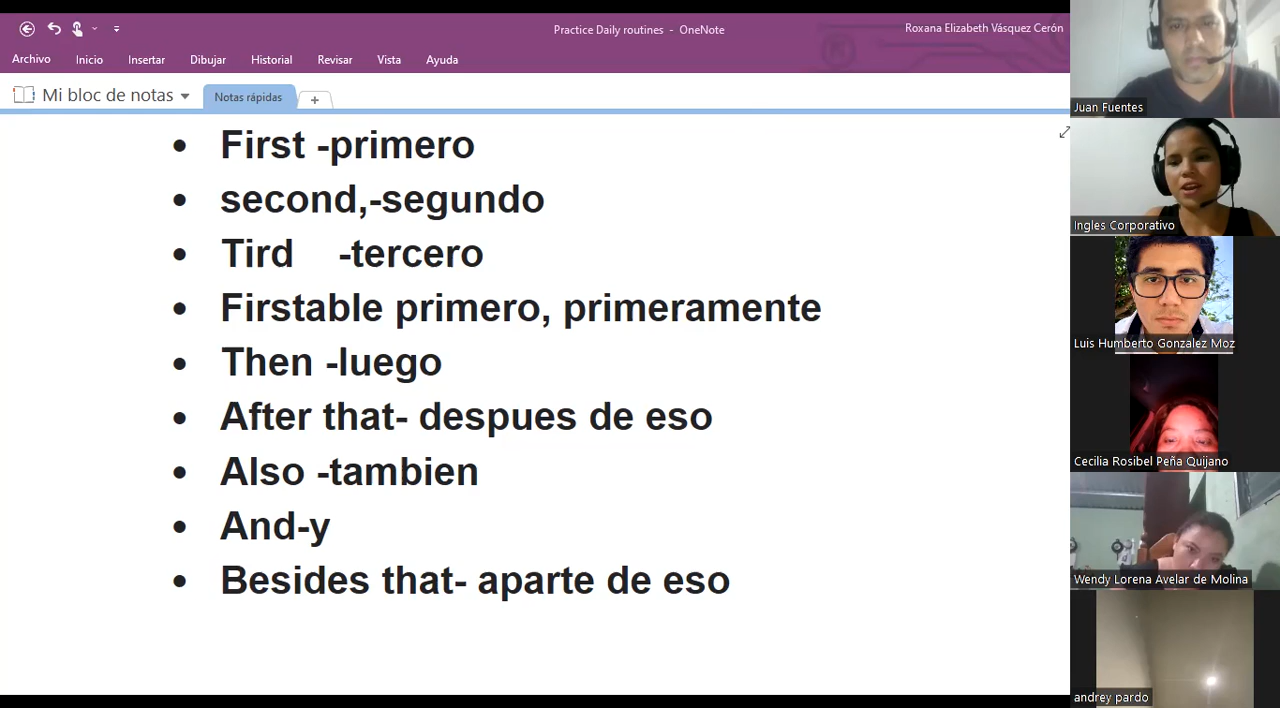 Practice Daily routines - OneNote
Roxana Elizabeth Vásquez Cerón
Archivo Inicio Insertar Dibujar Historial Revisar Vista Ayuda
Mi bloc de notas Notas rápidas
First -primero
second,-segundo
Tird -tercero
Firstable primero, primeramente
Then -luego
After that- despues de eso
Also -tambien
And-y
Besides that- aparte de eso
Juan Fuentes
Ingles Corporativo
Luis Humberto Gonzalez Moz
Cecilia Rosibel Peña Quijano
Wendy Lorena Avelar de Molina
andrey pardo